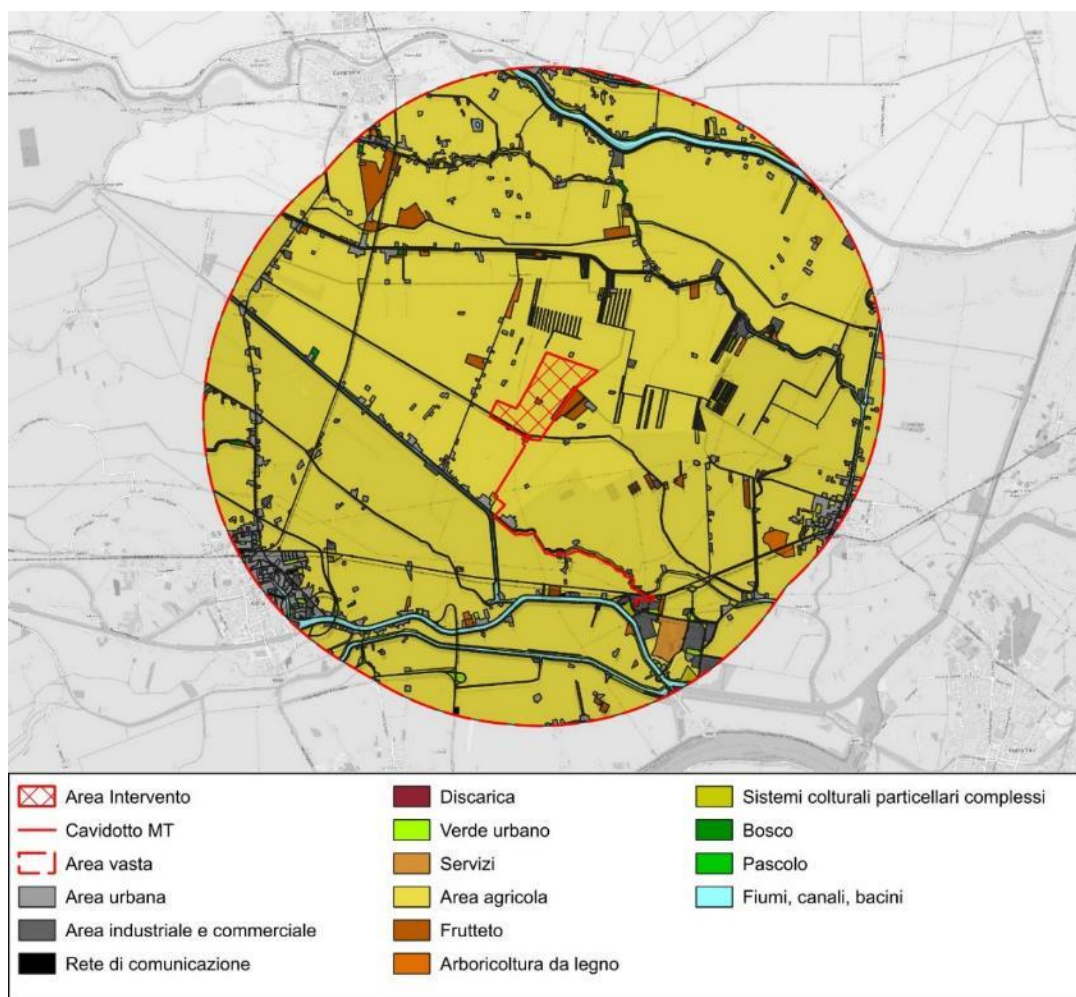 Area Intervento
Cavidotto MT
Area vasta
Area urbana
Area industriale e commerciale
Rete di comunicazione
Discarica
Verde urbano
Servizi
Area agricola
Frutteto
Arboricoltura da legno
Sistemi colturali particellari complessi
Bosco
Pascolo
Fiumi, canali, bacini